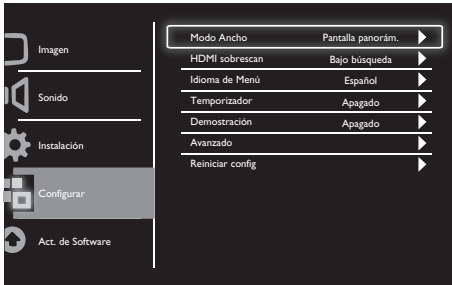 Imagen
Sonido
Instalación
Configurar
Act. de Software
Modo Ancho Pantalla panorám.
HDMI sobrescan Bajo búsqueda
Idioma de Menú Español
Temporizador Apagado
Demostración Apagado
Avanzado
Reiniciar config